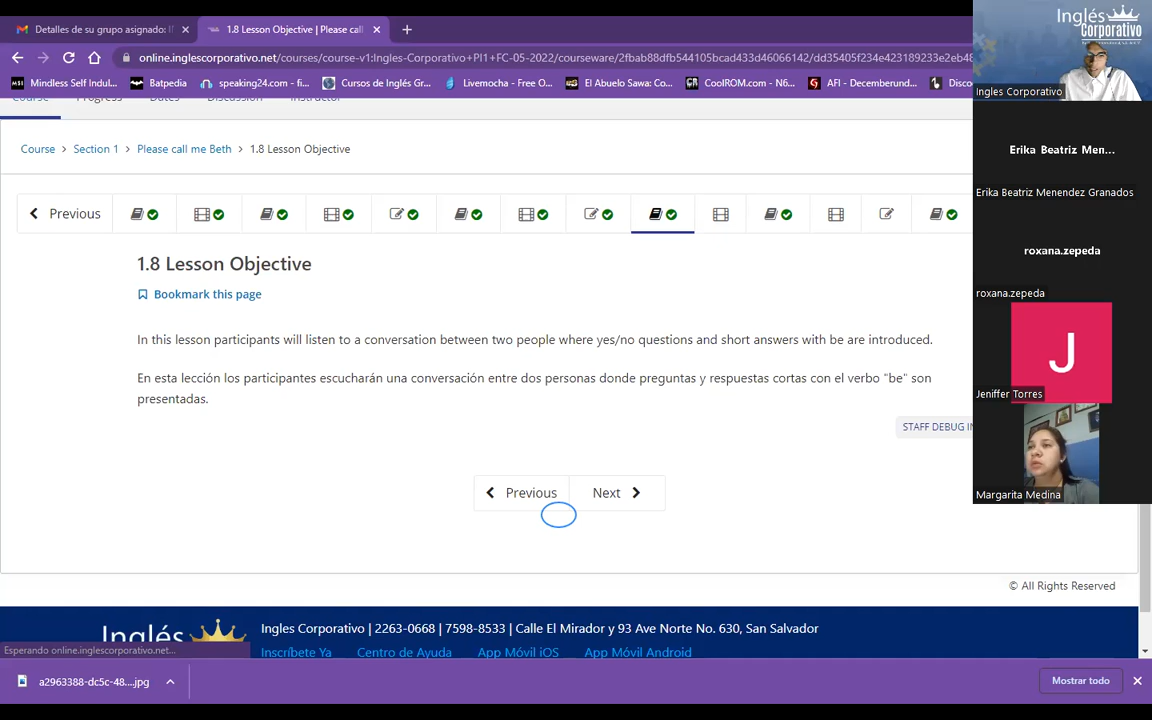 Detalles de su grupo asignado: I
1.8 Lesson Objective | Please call
online.inglescorporativo.net/courses/course-v1:Ingles-Corporativo+PI1+FC-05-2022/courseware/2fbab88dfb544105bcad433d46066142/dd35405f234e3189233e2eb48
Mindless Self Indul...
Batpedia
speaking24.com - fi...
Cursos de Inglés Gr...
Livemocha - Free O...
El Abuelo Sawa: Co...
CoolROM.com - N6...
AFI - Decemberund...
Disco
Course
Progress
Dates
Discussion
Instructor
Course > Section 1 > Please call me Beth > 1.8 Lesson Objective
Previous
1.8 Lesson Objective
Bookmark this page
In this lesson participants will listen to a conversation between two people where yes/no questions and short answers with be are introduced.
En esta lección los participantes escucharán una conversación entre dos personas donde preguntas y respuestas cortas con el verbo "be" son
presentadas.
STAFF DEBUG IN
Previous
Next
© All Rights Reserved
Inglés
Ingles Corporativo | 2263-0668 | 7598-8533 | Calle El Mirador y 93 Ave Norte No. 630, San Salvador
Inscríbete Ya
Centro de Ayuda
App Móvil iOS
App Móvil Android
Esperando online.inglescorporativo.net...
a2963388-dc5c-48....jpg
Mostrar todo
Inglés
Corporativo
Ingles Corporativo
Erika Beatriz Men...
Erika Beatriz Menendez Granados
roxana.zepeda
roxana.zepeda
J
Jeniffer Torres
Margarita Medina